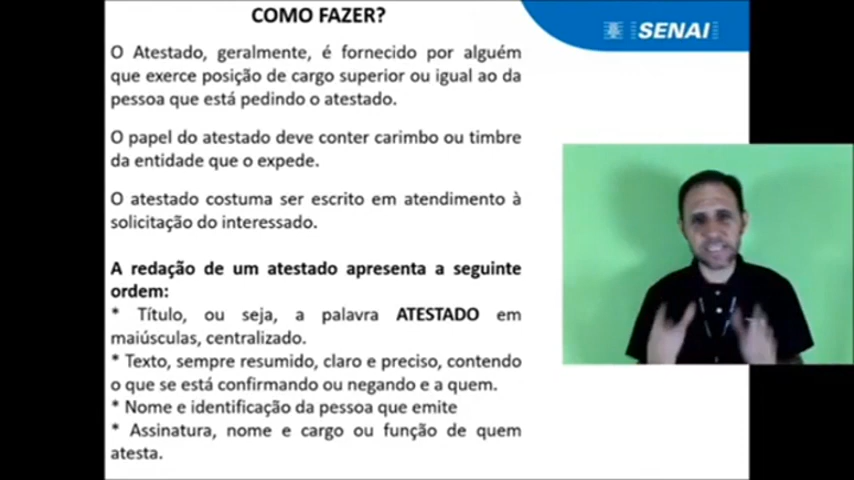 COMO FAZER?
SENAI
O Atestado, geralmente, é fornecido por alguém
que exerce posição de cargo superior ou igual ao da
pessoa que está pedindo o atestado.
O papel do atestado deve conter carimbo ou timbre
da entidade que o expede.
O atestado costuma ser escrito em atendimento à
solicitação do interessado.
A redação de um atestado apresenta a seguinte
ordem:
* Título, ou seja, a palavra ATESTADO em
maiúsculas, centralizado.
* Texto, sempre resumido, claro e preciso, contendo
o que se está confirmando ou negando e a quem.
* Nome e identificação da pessoa que emite
* Assinatura, nome e cargo ou função de quem
atesta.